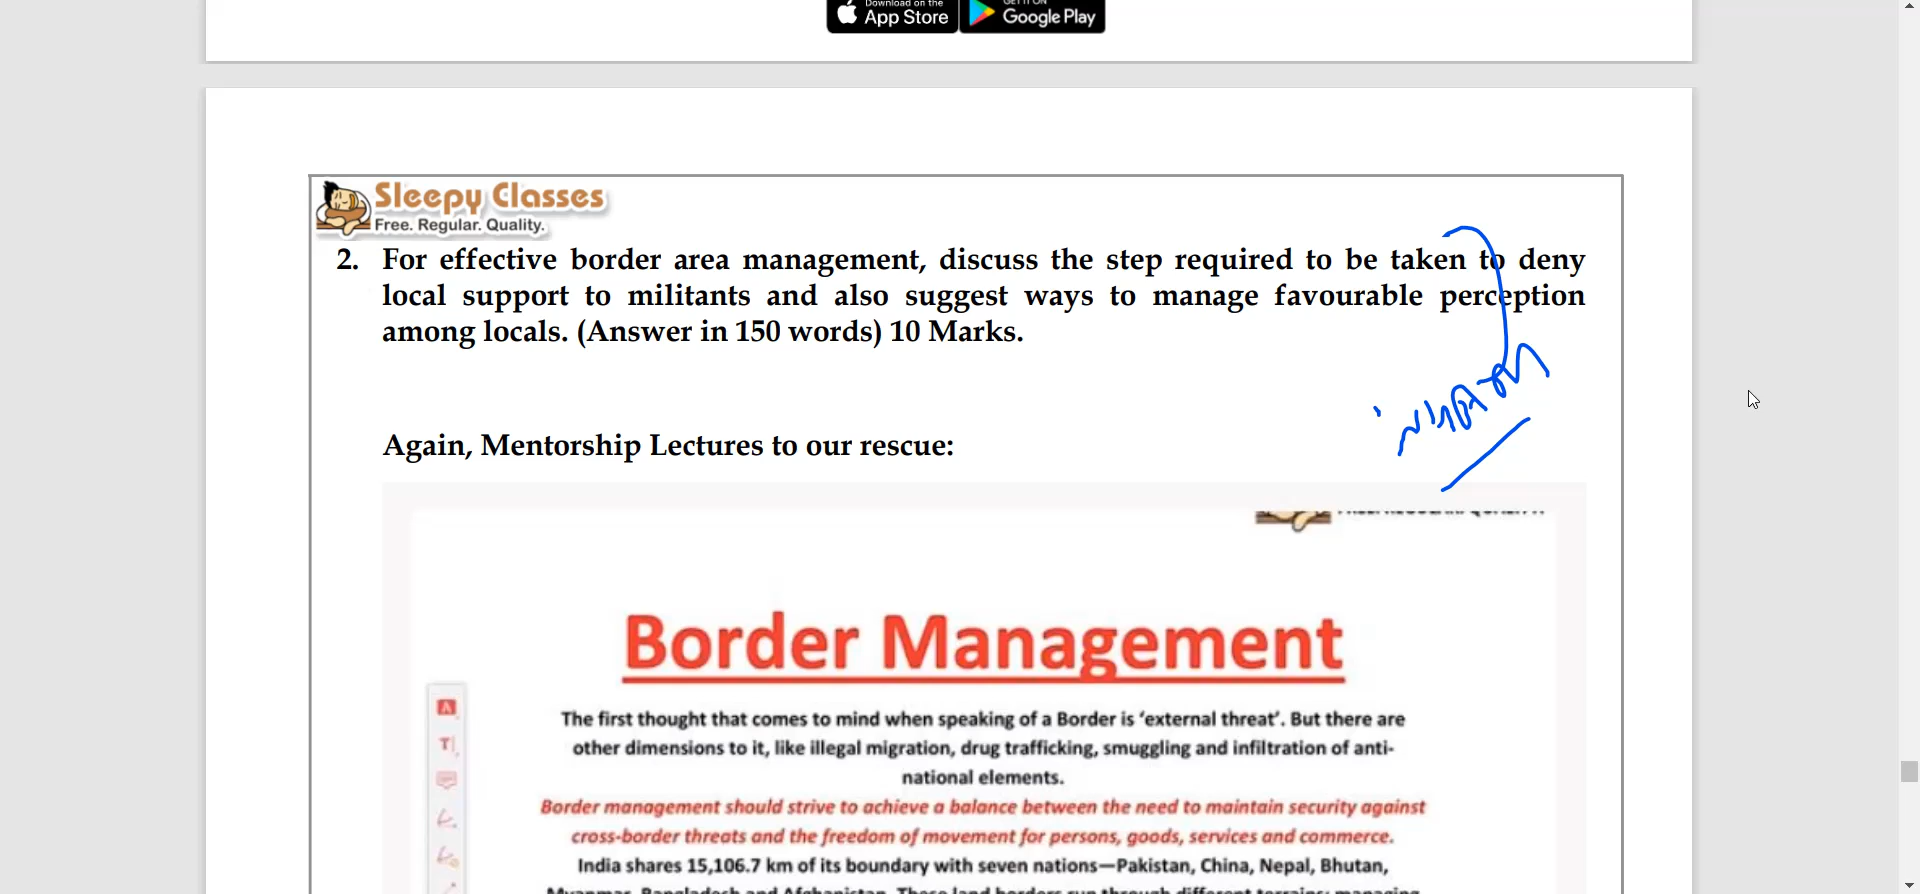 Download on the
App Store
GET IT ON
Google Play
Sleepy Classes
Free. Regular. Quality.
2. For effective border area management, discuss the step required to be taken to deny
local support to militants and also suggest ways to manage favourable perception
among locals. (Answer in 150 words) 10 Marks.
Again, Mentorship Lectures to our rescue:
Border Management
The first thought that comes to mind when speaking of a Border is ‘external threat’. But there are
other dimensions to it, like illegal migration, drug trafficking, smuggling and infiltration of anti-
national elements.
Border management should strive to achieve a balance between the need to maintain security against
cross-border threats and the freedom of movement for persons, goods, services and commerce.
India shares 15,106.7 km of its boundary with seven nations—Pakistan, China, Nepal, Bhutan,